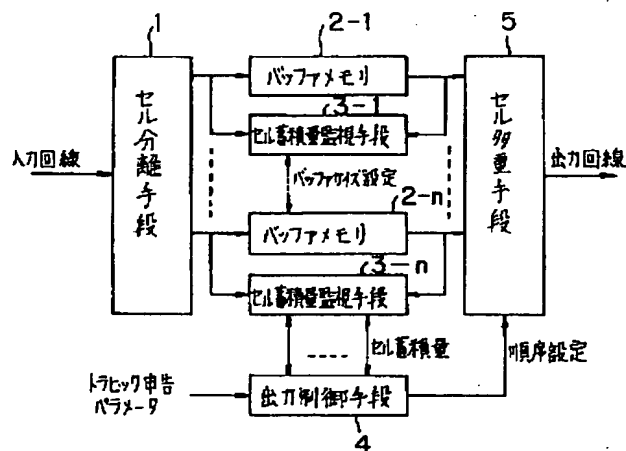 1
2-1
5
セル分離手段
バッファメモリ
3-1
セル蓄積量監視手段
セル多重手段
入力回線
出力回線
バッファサイズ設定
2-n
バッファメモリ
3-n
セル蓄積量監視手段
セル蓄積量
順序設定
トラヒック申告
パラメータ
出力制御手段
4